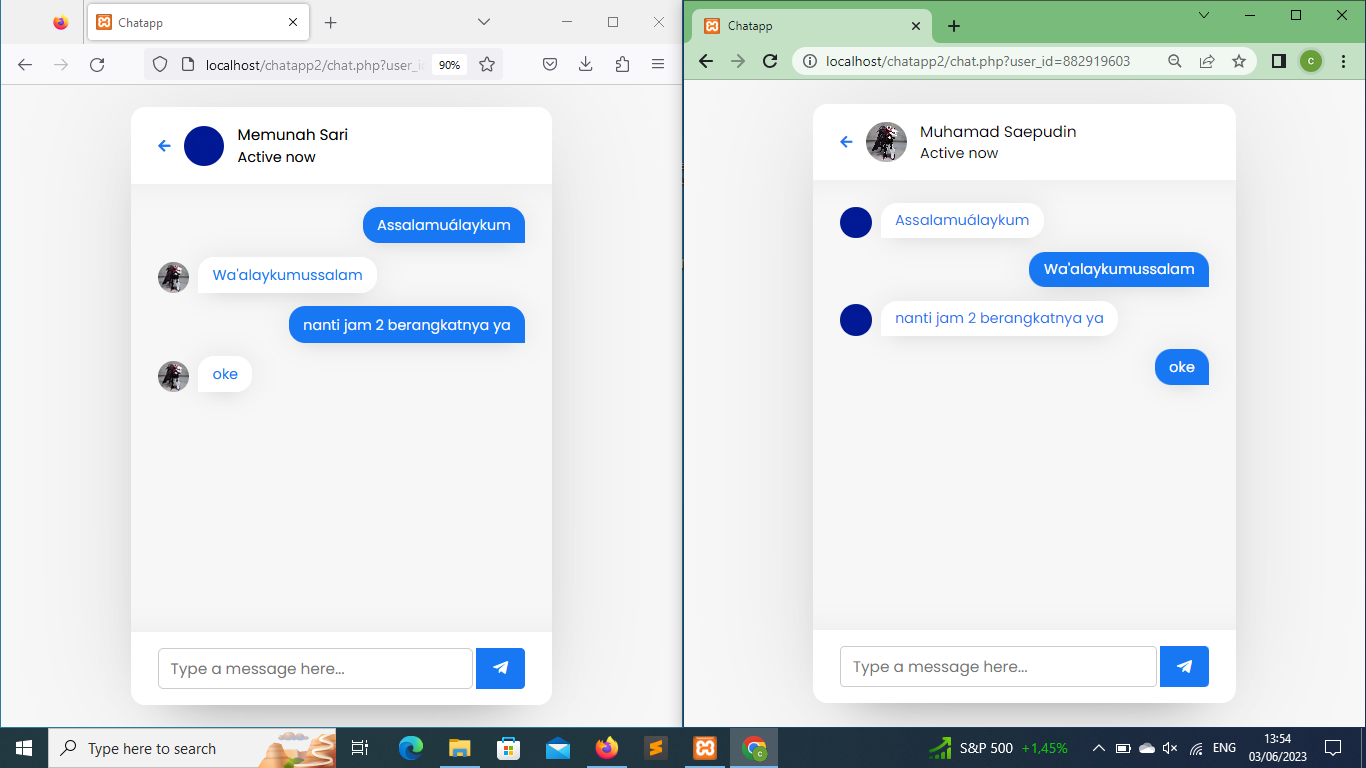 Chatapp
localhost/chatapp2/chat.php?user_i
90%
Memunah Sari
Active now
Assalamuálaykum
Wa'alaykumussalam
nanti jam 2 berangkatnya ya
oke
Type a message here...
Chatapp
localhost/chatapp2/chat.php?user_id=882919603
C
Muhamad Saepudin
Active now
Assalamuálaykum
Wa'alaykumussalam
nanti jam 2 berangkatnya ya
oke
Type a message here...
Type here to search
C
S&P 500 +1,45%
ENG
13:54
03/06/2023